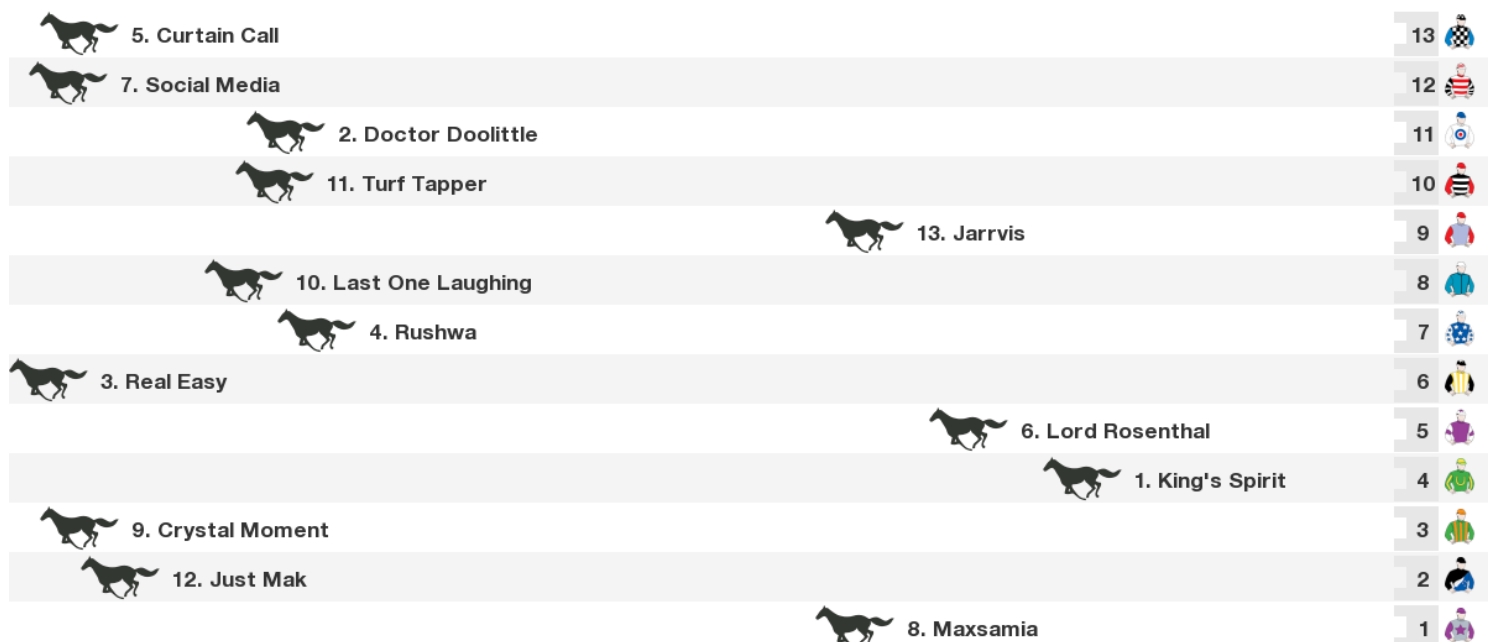 5. Curtain Call 13
7. Social Media 12
2. Doctor Doolittle 11
11. Turf Tapper 10
13. Jarrvis 9
10. Last One Laughing 8
4. Rushwa 7
3. Real Easy 6
6. Lord Rosenthal 5
1. King's Spirit 4
9. Crystal Moment 3
12. Just Mak 2
8. Maxsamia 1